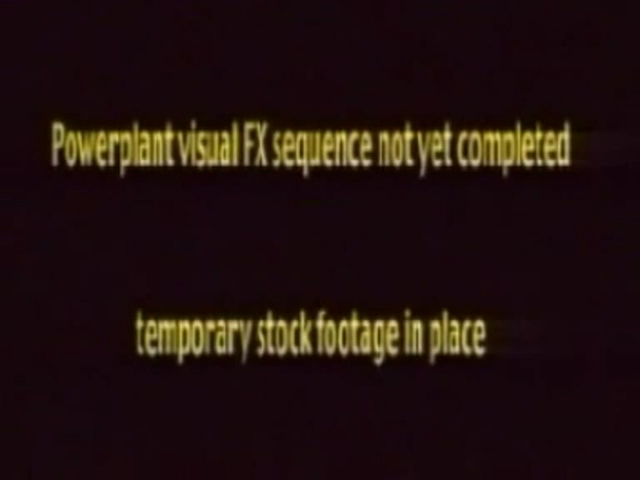 Powerplant visual FX sequence not yet completed
temporary stock footage in place